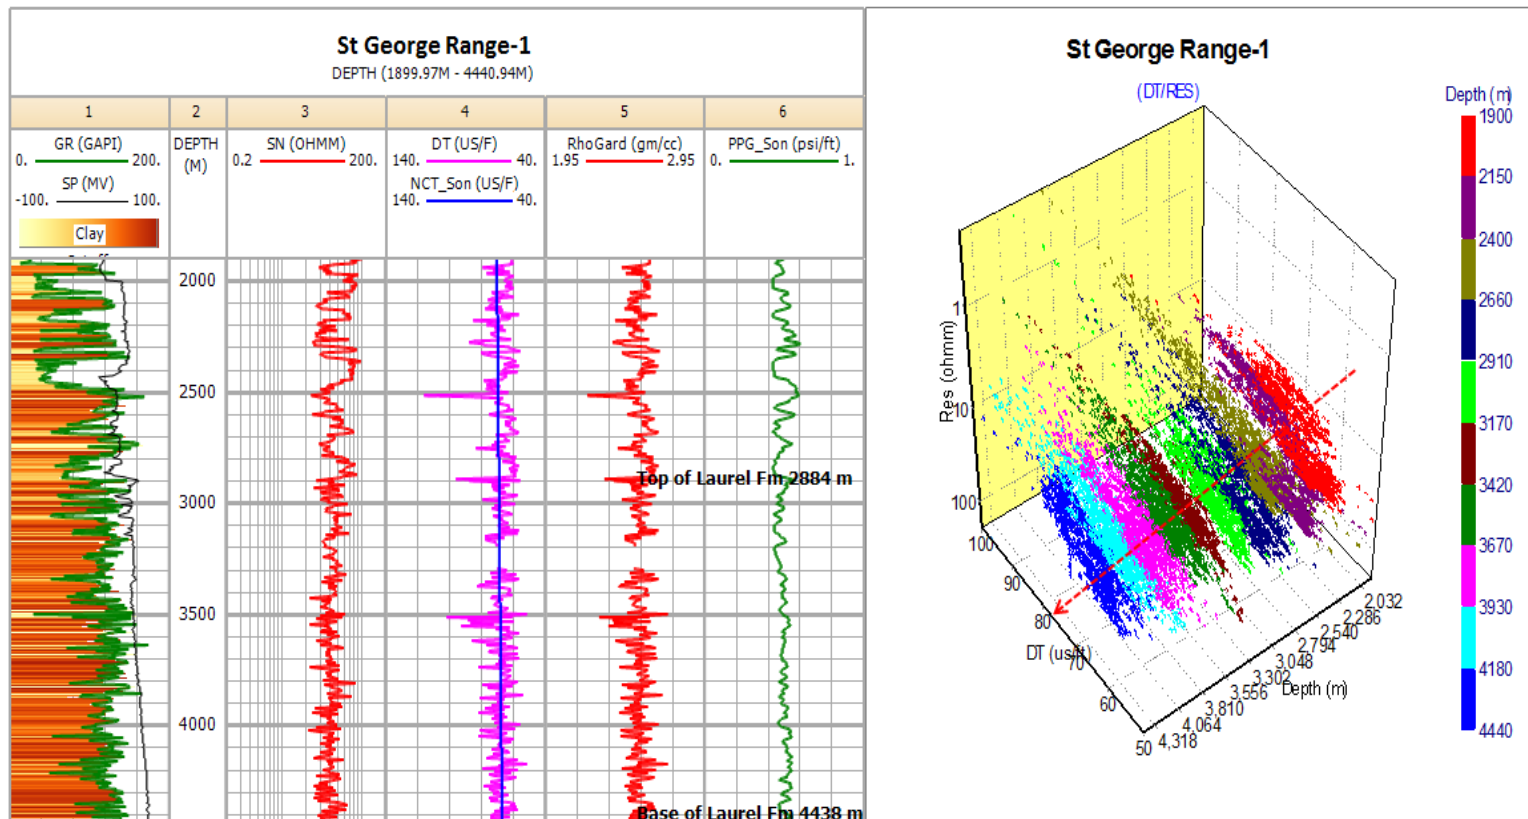 St George Range-1
DEPTH (1899.97M - 4440.94M)
1 2 3 4 5 6
GR (GAPI)
0. 200.
SP (MV)
-100. 100.
Clay
DEPTH
(M)
SN (OHMM)
0.2 200.
DT (US/F)
140. 40.
NCT_Son (US/F)
140. 40.
RhoGard (gm/cc)
1.95 2.95
PPG_Son (psi/ft)
0. 1.
2000
2500
Top of Laurel Fm 2884 m
3000
3500
4000
Base of Laurel Fm 4438 m
St George Range-1
(DT/RES)
Res (ohmm)
1
10
100
100
90
80
70
60
50
DT (us/ft)
4.318
4.064
3.810
3.556
3.302
3.048
2.794
2.540
2.286
2.032
Depth (m)
Depth (m)
1900
2150
2400
2660
2910
3170
3420
3670
3930
4180
4440